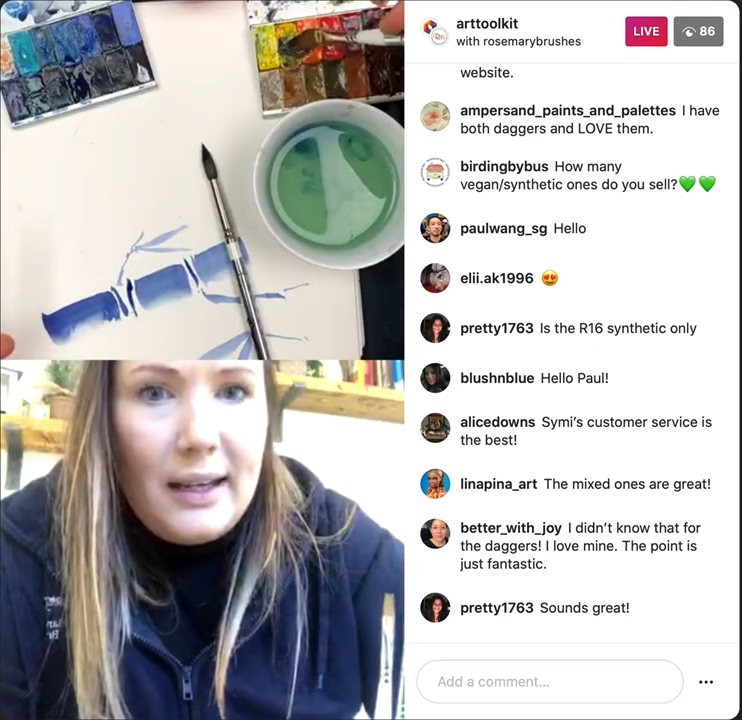 arttoolkit
with rosemarybrushes
LIVE
86
website.
ampersand_paints_and_palettes I have
both daggers and LOVE them.
birdingbybus How many
vegan/synthetic ones do you sell?💚 💚
paulwang_sg Hello
elii.ak1996 😍
pretty1763 Is the R16 synthetic only
blushnblue Hello Paul!
alicedowns Symi’s customer service is
the best!
linapina_art The mixed ones are great!
better_with_joy I didn’t know that for
the daggers! I love mine. The point is
just fantastic.
pretty1763 Sounds great!
Add a comment...